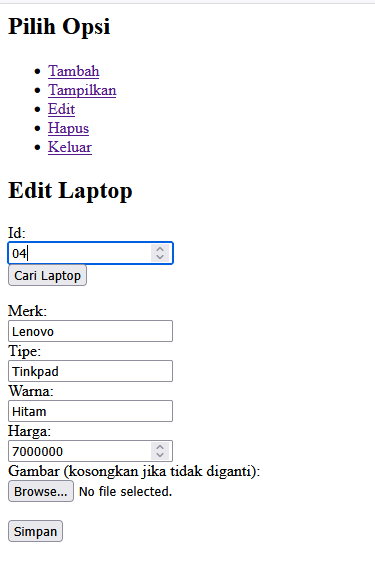 Pilih Opsi
Tambah
Tampilkan
Edit
Hapus
Keluar
Edit Laptop
Id:
04
Cari Laptop
Merk:
Lenovo
Tipe:
Tinkpad
Warna:
Hitam
Harga:
7000000
Gambar (kosongkan jika tidak diganti):
Browse... No file selected.
Simpan